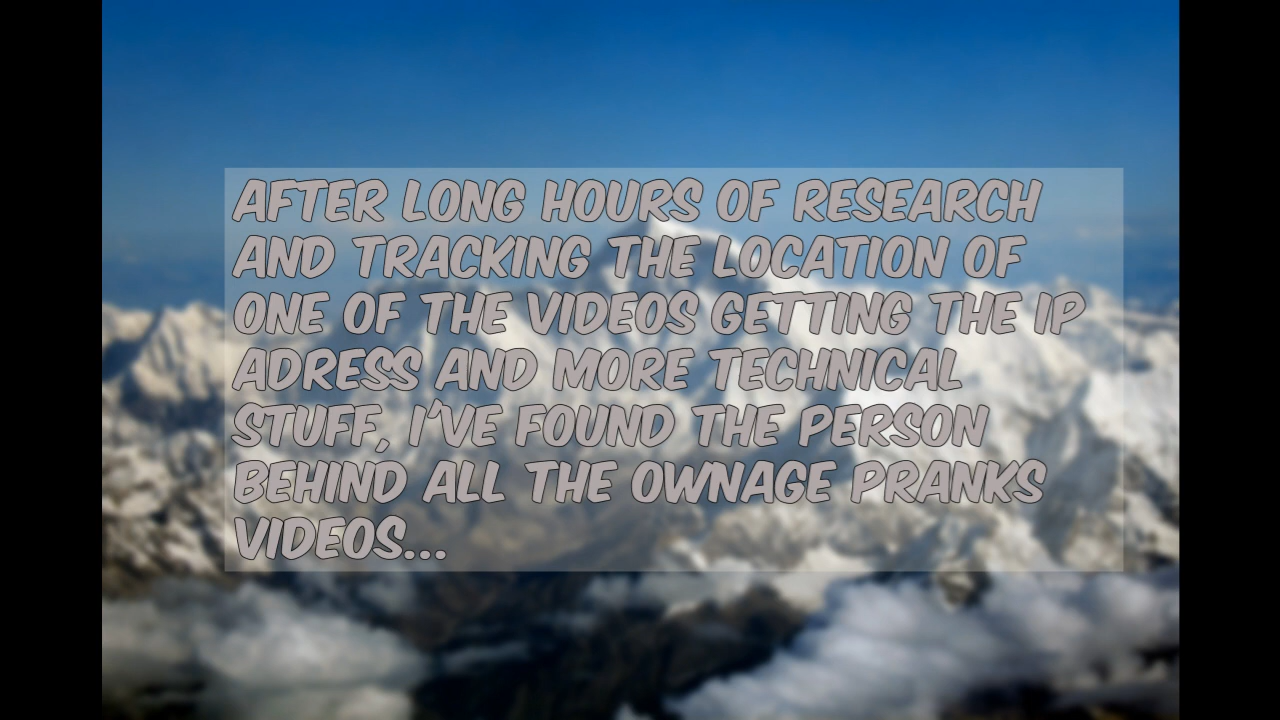 AFTER LONG HOURS OF RESEARCH
AND TRACKING THE LOCATION OF
ONE OF THE VIDEOS GETTING THE IP
ADRESS AND MORE TECHNICAL
STUFF, I'VE FOUND THE PERSON
BEHIND ALL THE OWNAGE PRANKS
VIDEOS...